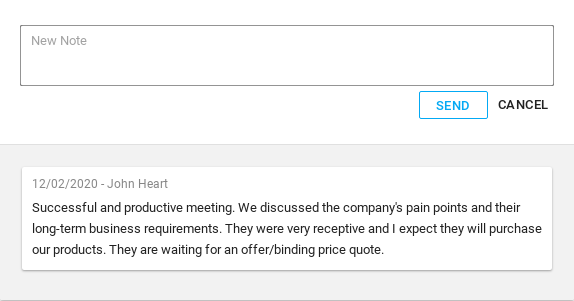 New Note
SEND CANCEL
12/02/2020 - John Heart
Successful and productive meeting. We discussed the company's pain points and their
long-term business requirements. They were very receptive and I expect they will purchase
our products. They are waiting for an offer/binding price quote.